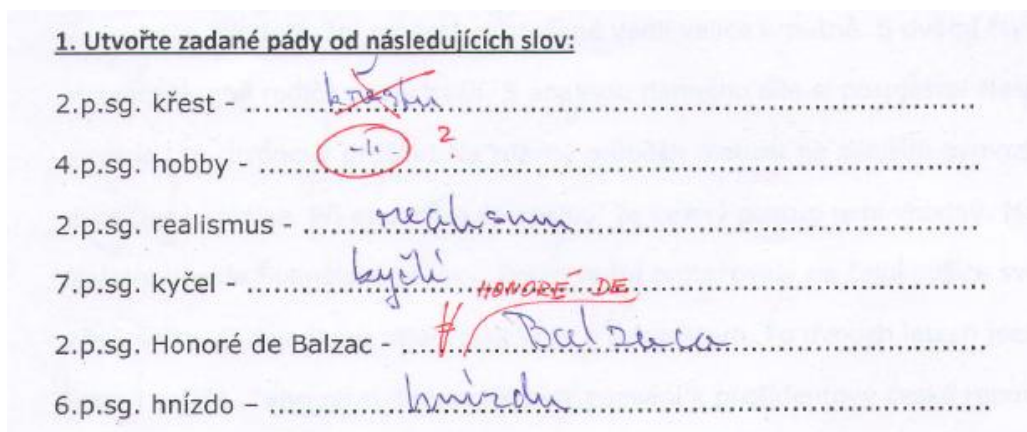 1. Utvořte zadané pády od následujících slov:
2.p.sg. křest - křestu
4.p.sg. hobby - -||- 2
2.p.sg. realismus - realismu
7.p.sg. kyčel - kyčlí
HONORE DE
2.p.sg. Honoré de Balzac - Balzaca
6.p.sg. hnízdo - hnízdu